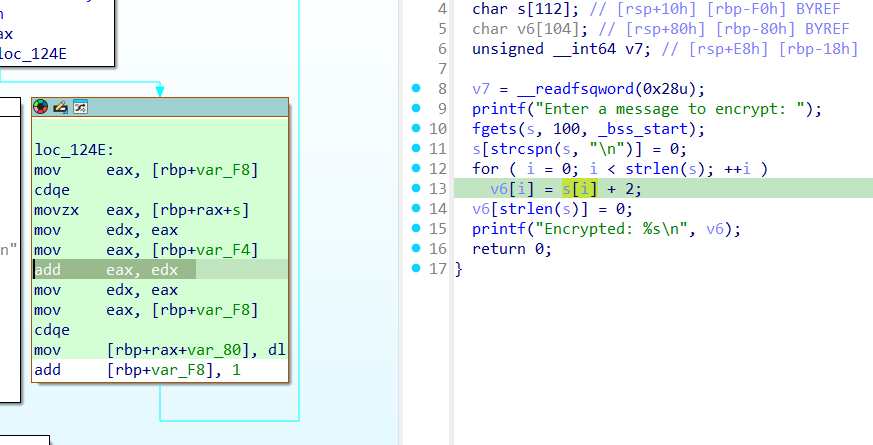 ax
loc_124E
loc_124E:
mov eax, [rbp+var_F8]
cdqe
movzx eax, [rbp+rax+s]
mov edx, eax
mov eax, [rbp+var_F4]
add eax, edx
mov edx, eax
mov eax, [rbp+var_F8]
cdqe
mov [rbp+rax+var_80], dl
add [rbp+var_F8], 1
n"
4 char s[112]; // [rsp+10h] [rbp-F0h] BYREF
5 char v6[104]; // [rsp+80h] [rbp-80h] BYREF
6 unsigned __int64 v7; // [rsp+E8h] [rbp-18h]
7
8 v7 = __readfsqword(0x28u);
9 printf("Enter a message to encrypt: ");
10 fgets(s, 100, _bss_start);
11 s[strcspn(s, "\n")] = 0;
12 for ( i = 0; i < strlen(s); ++i )
13 v6[i] = s[i] + 2;
14 v6[strlen(s)] = 0;
15 printf("Encrypted: %s\n", v6);
16 return 0;
17 }